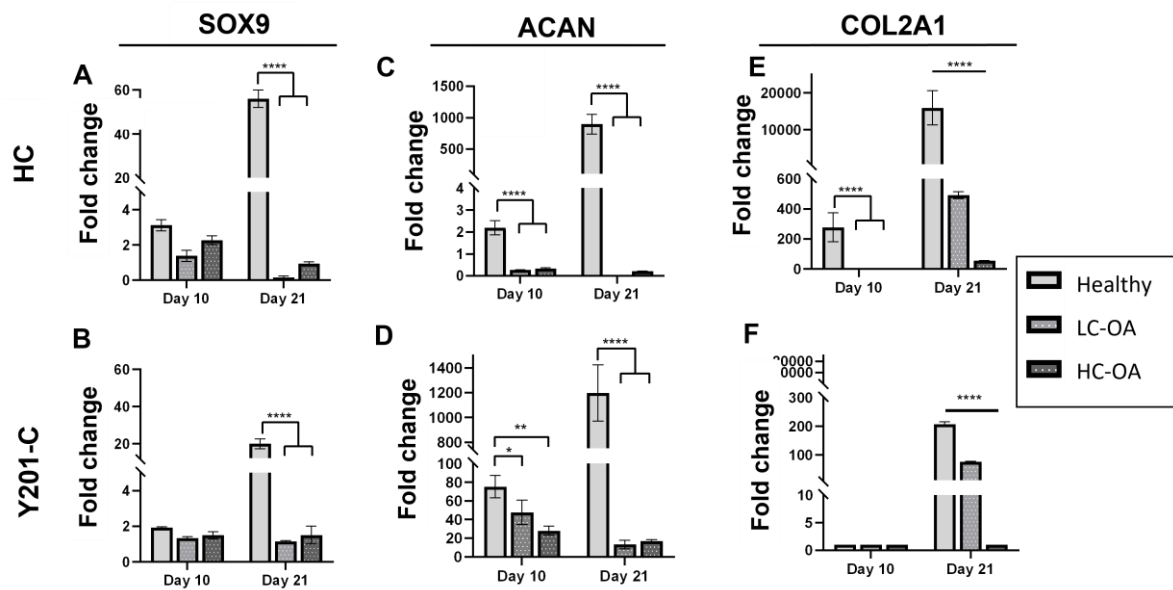 SOX9
ACAN
COL2A1
HC
A
Fold change
60
40
20
4
2
0
****
Day 10
Day 21
C
Fold change
1500
1000
500
4
3
2
1
0
****
****
Day 10
Day 21
E
Fold change
20000
10000
600
400
200
0
****
****
Day 10
Day 21
Healthy
LC-OA
HC-OA
Y201-C
B
Fold change
60
40
20
4
2
0
****
Day 10
Day 21
D
Fold change
1400
1200
1000
800
600
100
80
60
40
20
0
*
**
****
Day 10
Day 21
F
Fold change
300
200
100
10
5
0
****
Day 10
Day 21